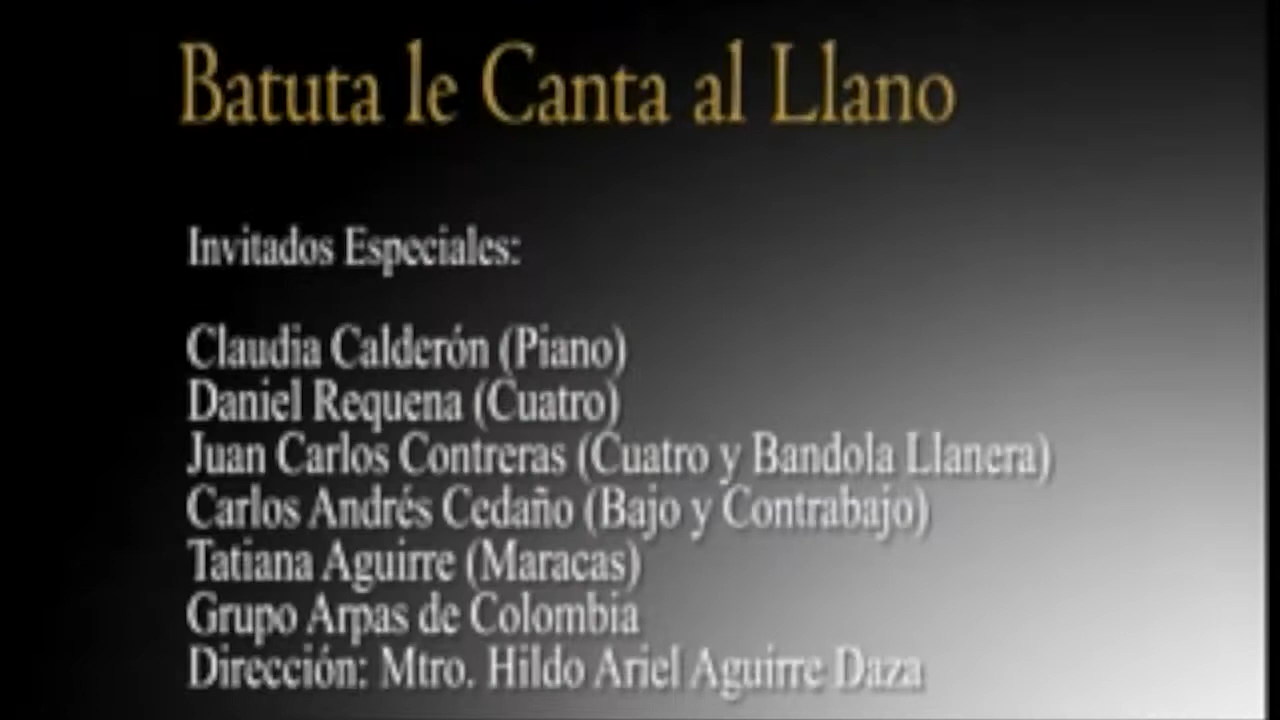 Batuta le Canta al Llano
Invitados Especiales:
Claudia Calderón (Piano)
Daniel Requena (Cuatro)
Juan Carlos Contreras (Cuatro y Bandola Llanera)
Carlos Andrés Cedaño (Bajo y Contrabajo)
Tatiana Aguirre (Maracas)
Grupo Arpas de Colombia
Dirección: Mtro. Hildo Ariel Aguirre Daza